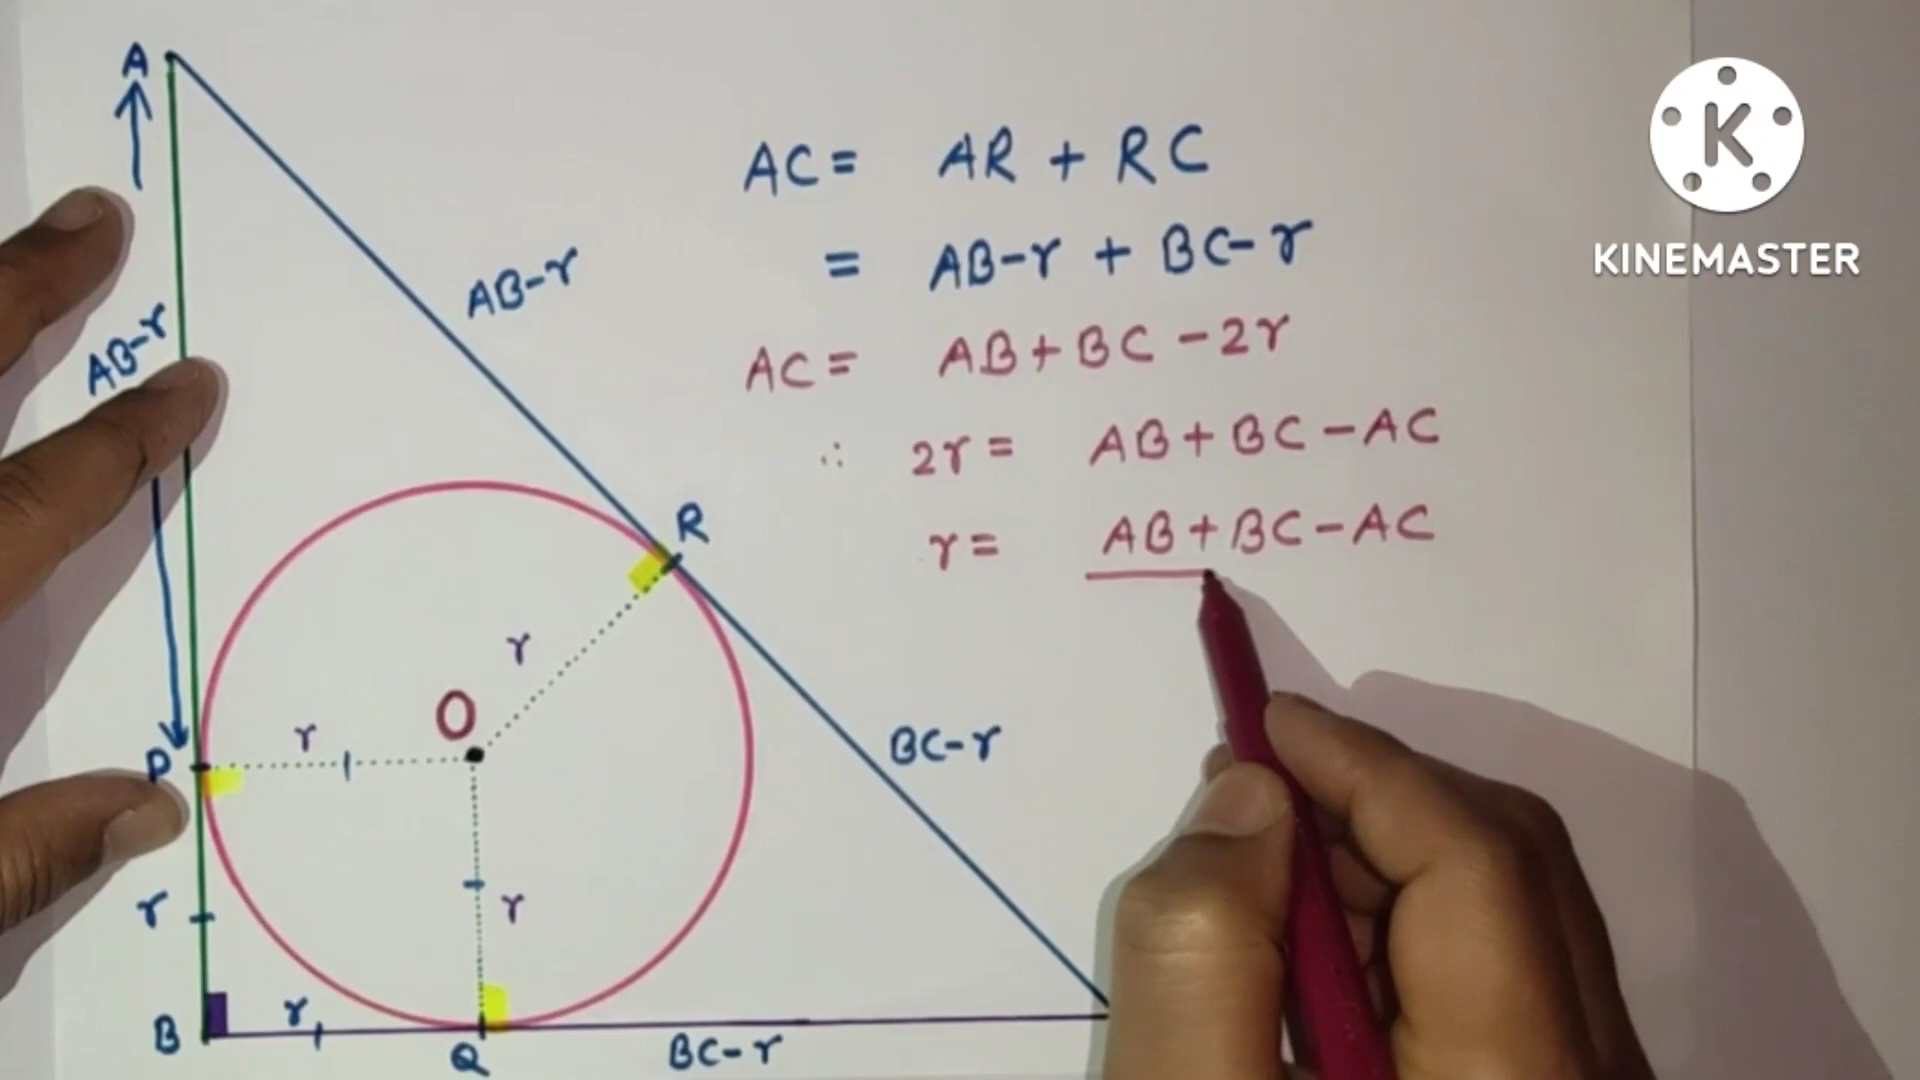 A
AC = AR + RC
KINEMASTER
AB-r
= AB-r + BC-r
AB-r
AC = AB+BC-2r
∴ 2r = AB+BC-AC
R
r = AB+BC-AC
r
O
r
BC-r
P
r
r
r
B
Q
BC-r
K